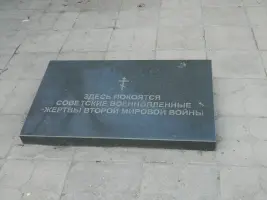 ЗДЕСЬ ПОКОЯТСЯ
СОВЕТСКИЕ ВОЕННОПЛЕННЫЕ
-ЖЕРТВЫ ВТОРОЙ МИРОВОЙ ВОЙНЫ